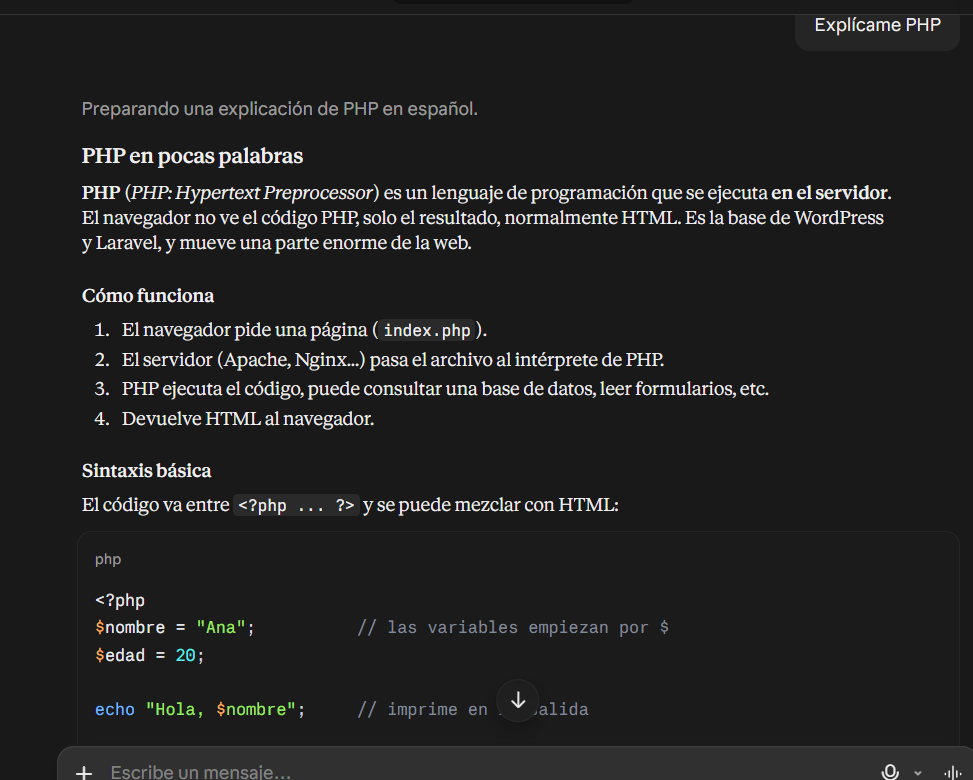 Explícame PHP
Preparando una explicación de PHP en español.
PHP en pocas palabras
PHP (PHP: Hypertext Preprocessor) es un lenguaje de programación que se ejecuta en el servidor.
El navegador no ve el código PHP, solo el resultado, normalmente HTML. Es la base de WordPress
y Laravel, y mueve una parte enorme de la web.
Cómo funciona
1. El navegador pide una página (index.php).
2. El servidor (Apache, Nginx...) pasa el archivo al intérprete de PHP.
3. PHP ejecuta el código, puede consultar una base de datos, leer formularios, etc.
4. Devuelve HTML al navegador.
Sintaxis básica
El código va entre <?php ... ?> y se puede mezclar con HTML:
php
<?php
$nombre = "Ana"; // las variables empiezan por $
$edad = 20;
echo "Hola, $nombre"; // imprime en
Escribe un mensaje...